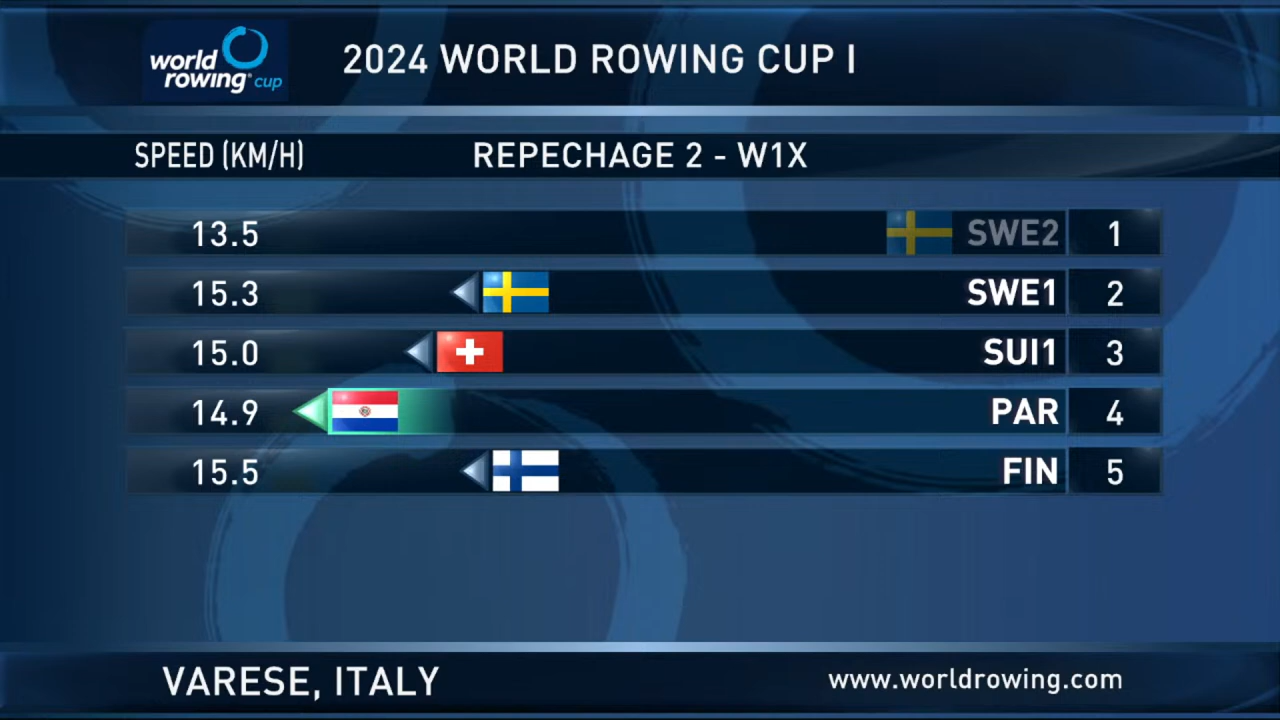 world
rowing® cup
2024 WORLD ROWING CUP I
SPEED (KM/H) REPECHAGE 2 - W1X
13.5 SWE2 1
15.3 SWE1 2
15.0 SUI1 3
14.9 PAR 4
15.5 FIN 5
VARESE, ITALY www.worldrowing.com